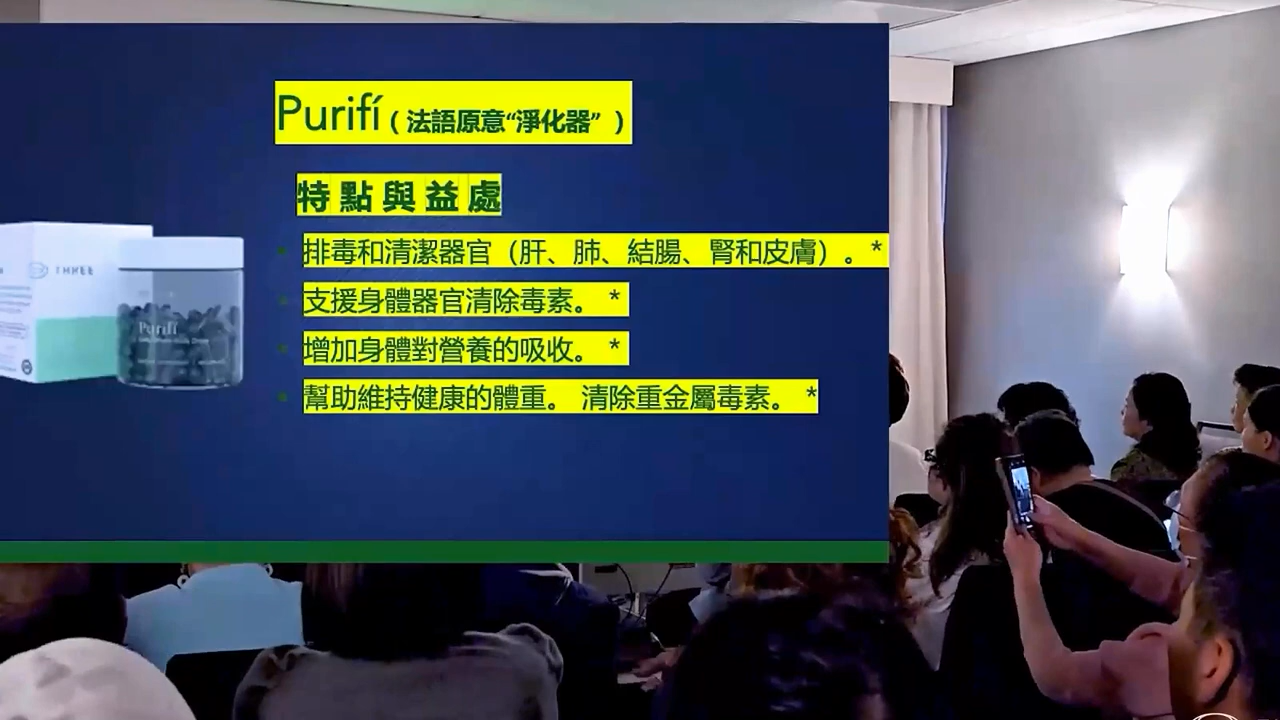 Purifí（法語原意“淨化器”）
特 點 與 益 處
排毒和清潔器官（肝、肺、結腸、腎和皮膚）。*
支援身體器官清除毒素。 *
增加身體對營養的吸收。 *
幫助維持健康的體重。 清除重金屬毒素。 *
THREE
Purifí